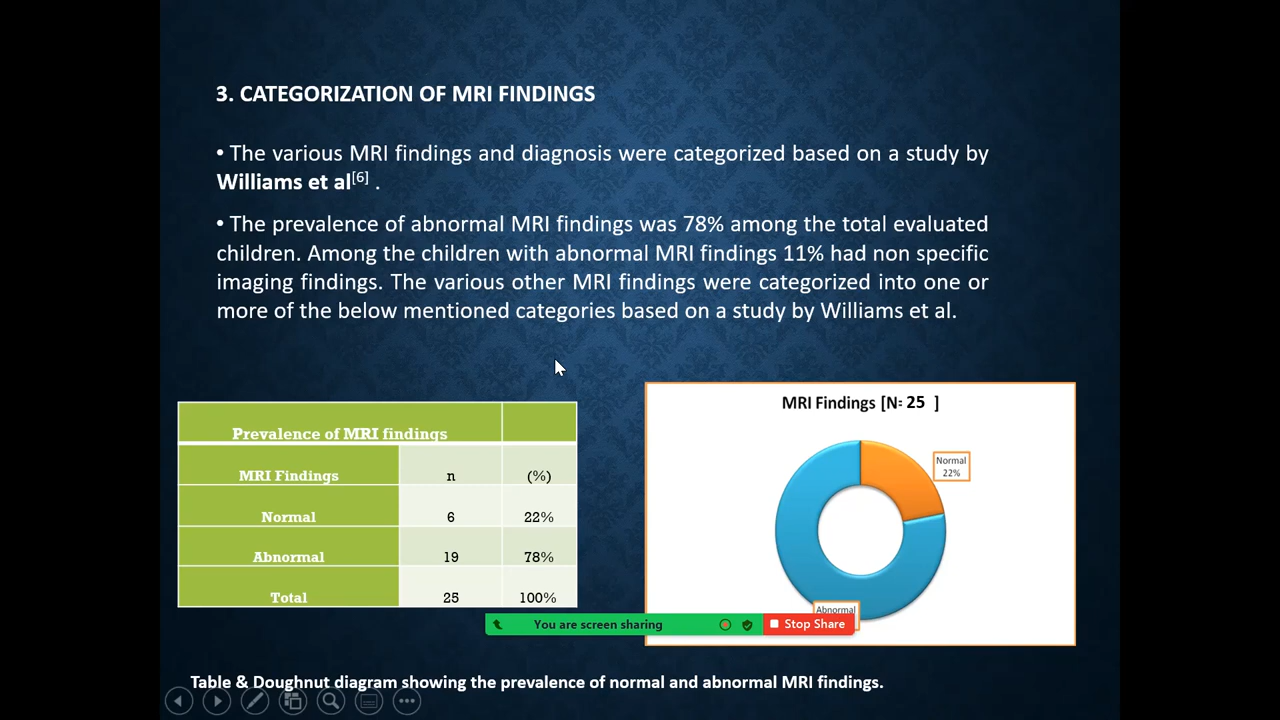 3. CATEGORIZATION OF MRI FINDINGS
• The various MRI findings and diagnosis were categorized based on a study by
Williams et al[6] .
• The prevalence of abnormal MRI findings was 78% among the total evaluated
children. Among the children with abnormal MRI findings 11% had non specific
imaging findings. The various other MRI findings were categorized into one or
more of the below mentioned categories based on a study by Williams et al.
Prevalence of MRI findings
MRI Findings n (%)
Normal 6 22%
Abnormal 19 78%
Total 25 100%
MRI Findings [N= 25 ]
Normal
22%
Abnormal
You are screen sharing
Stop Share
Table & Doughnut diagram showing the prevalence of normal and abnormal MRI findings.